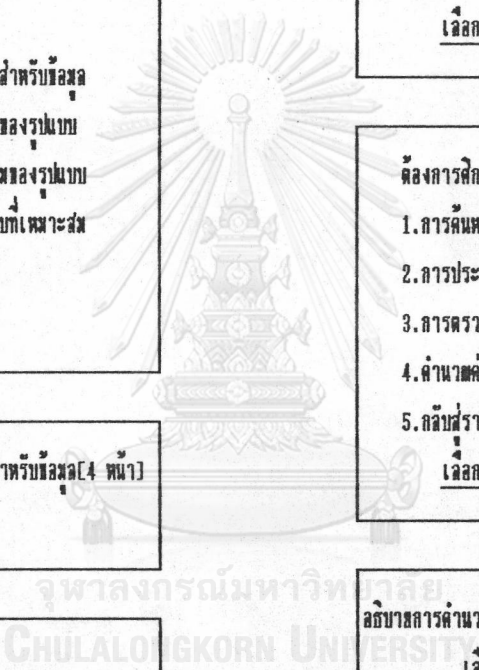 เลือก
สำหรับข้อมูล
ของรูปแบบ
ของรูปแบบ
ที่เหมาะสม
ต้องการศึก
1.การค้นห
2.การประ
3.การตรว
4.คำนวณค่
5.กลับสู่รา
เลือก
าหรับข้อมูล[4 หน้า]
จุฬาลงกรณ์มหาวิทยาลัย
CHULALONGKORN UNIVERSITY
อธิบายการคำนว